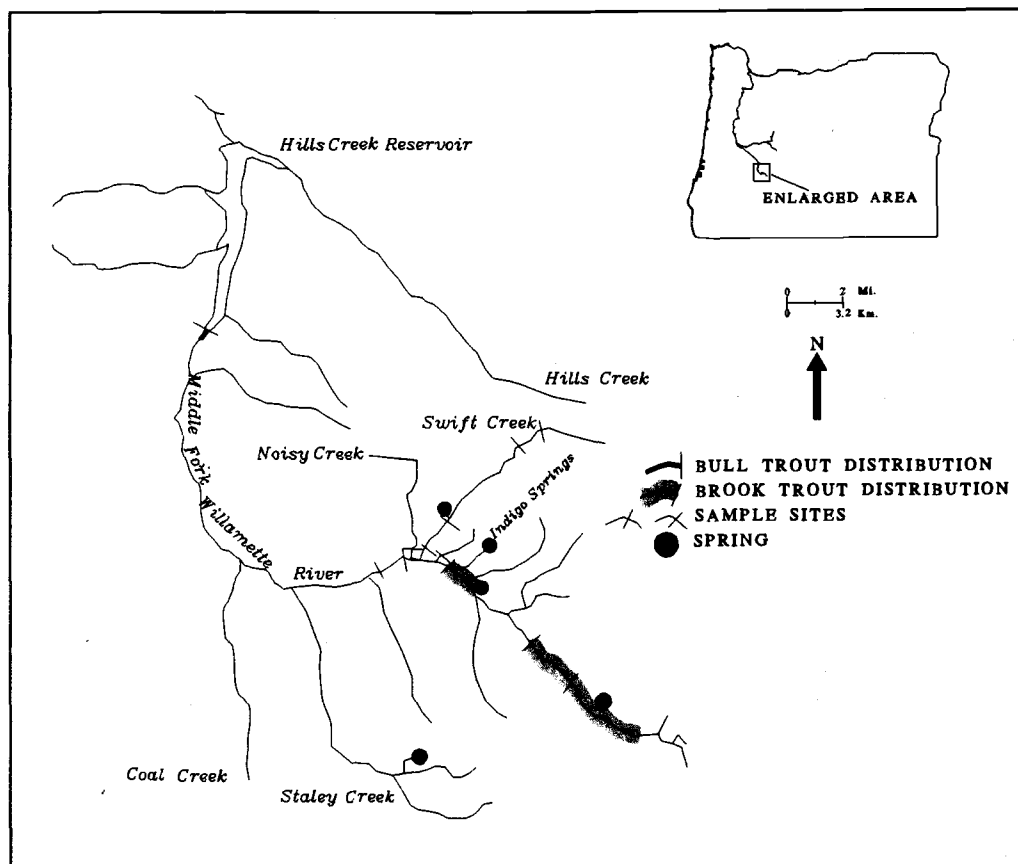 Hills Creek Reservoir
ENLARGED AREA
0 2 Mi.
0 3.2 Km.
N
Hills Creek
Swift Creek
Noisy Creek
Indigo Springs
Middle Fork Willamette
River
BULL TROUT DISTRIBUTION
BROOK TROUT DISTRIBUTION
SAMPLE SITES
SPRING
Coal Creek
Staley Creek